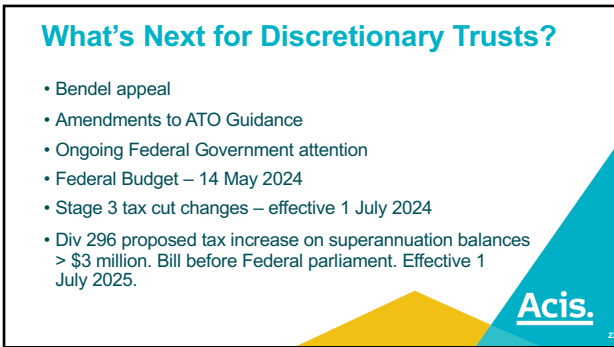 What's Next for Discretionary Trusts?
• Bendel appeal
• Amendments to ATO Guidance
• Ongoing Federal Government attention
• Federal Budget – 14 May 2024
• Stage 3 tax cut changes – effective 1 July 2024
• Div 296 proposed tax increase on superannuation balances
> $3 million. Bill before Federal parliament. Effective 1
July 2025.
Acis.